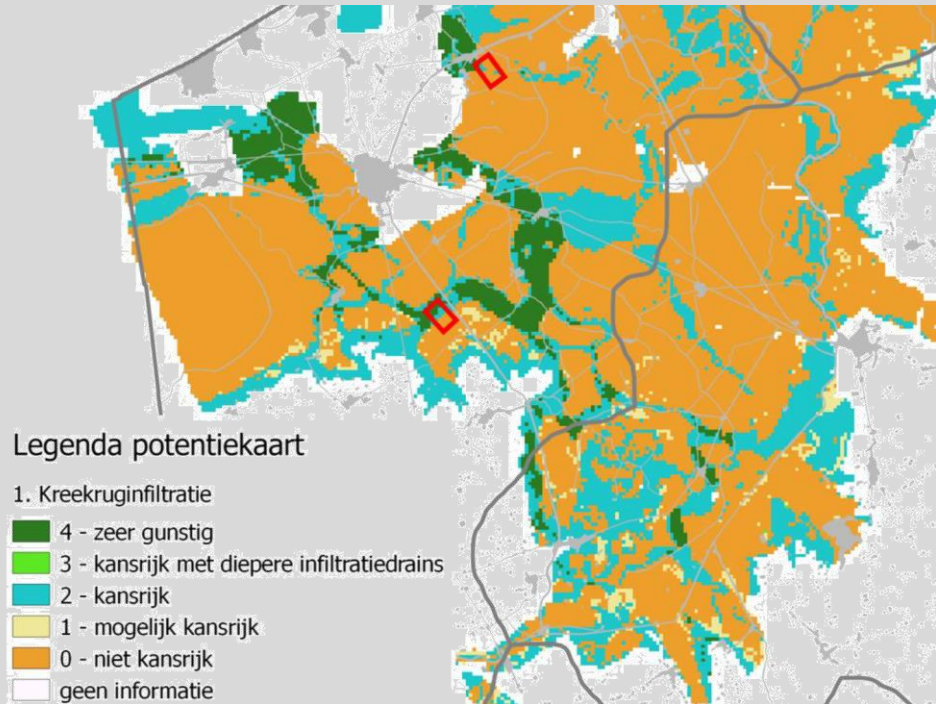 Legenda potentiekaart
1. Kreekruginfiltratie
4 - zeer gunstig
3 - kansrijk met diepere infiltratiedrains
2 - kansrijk
1 - mogelijk kansrijk
0 - niet kansrijk
geen informatie